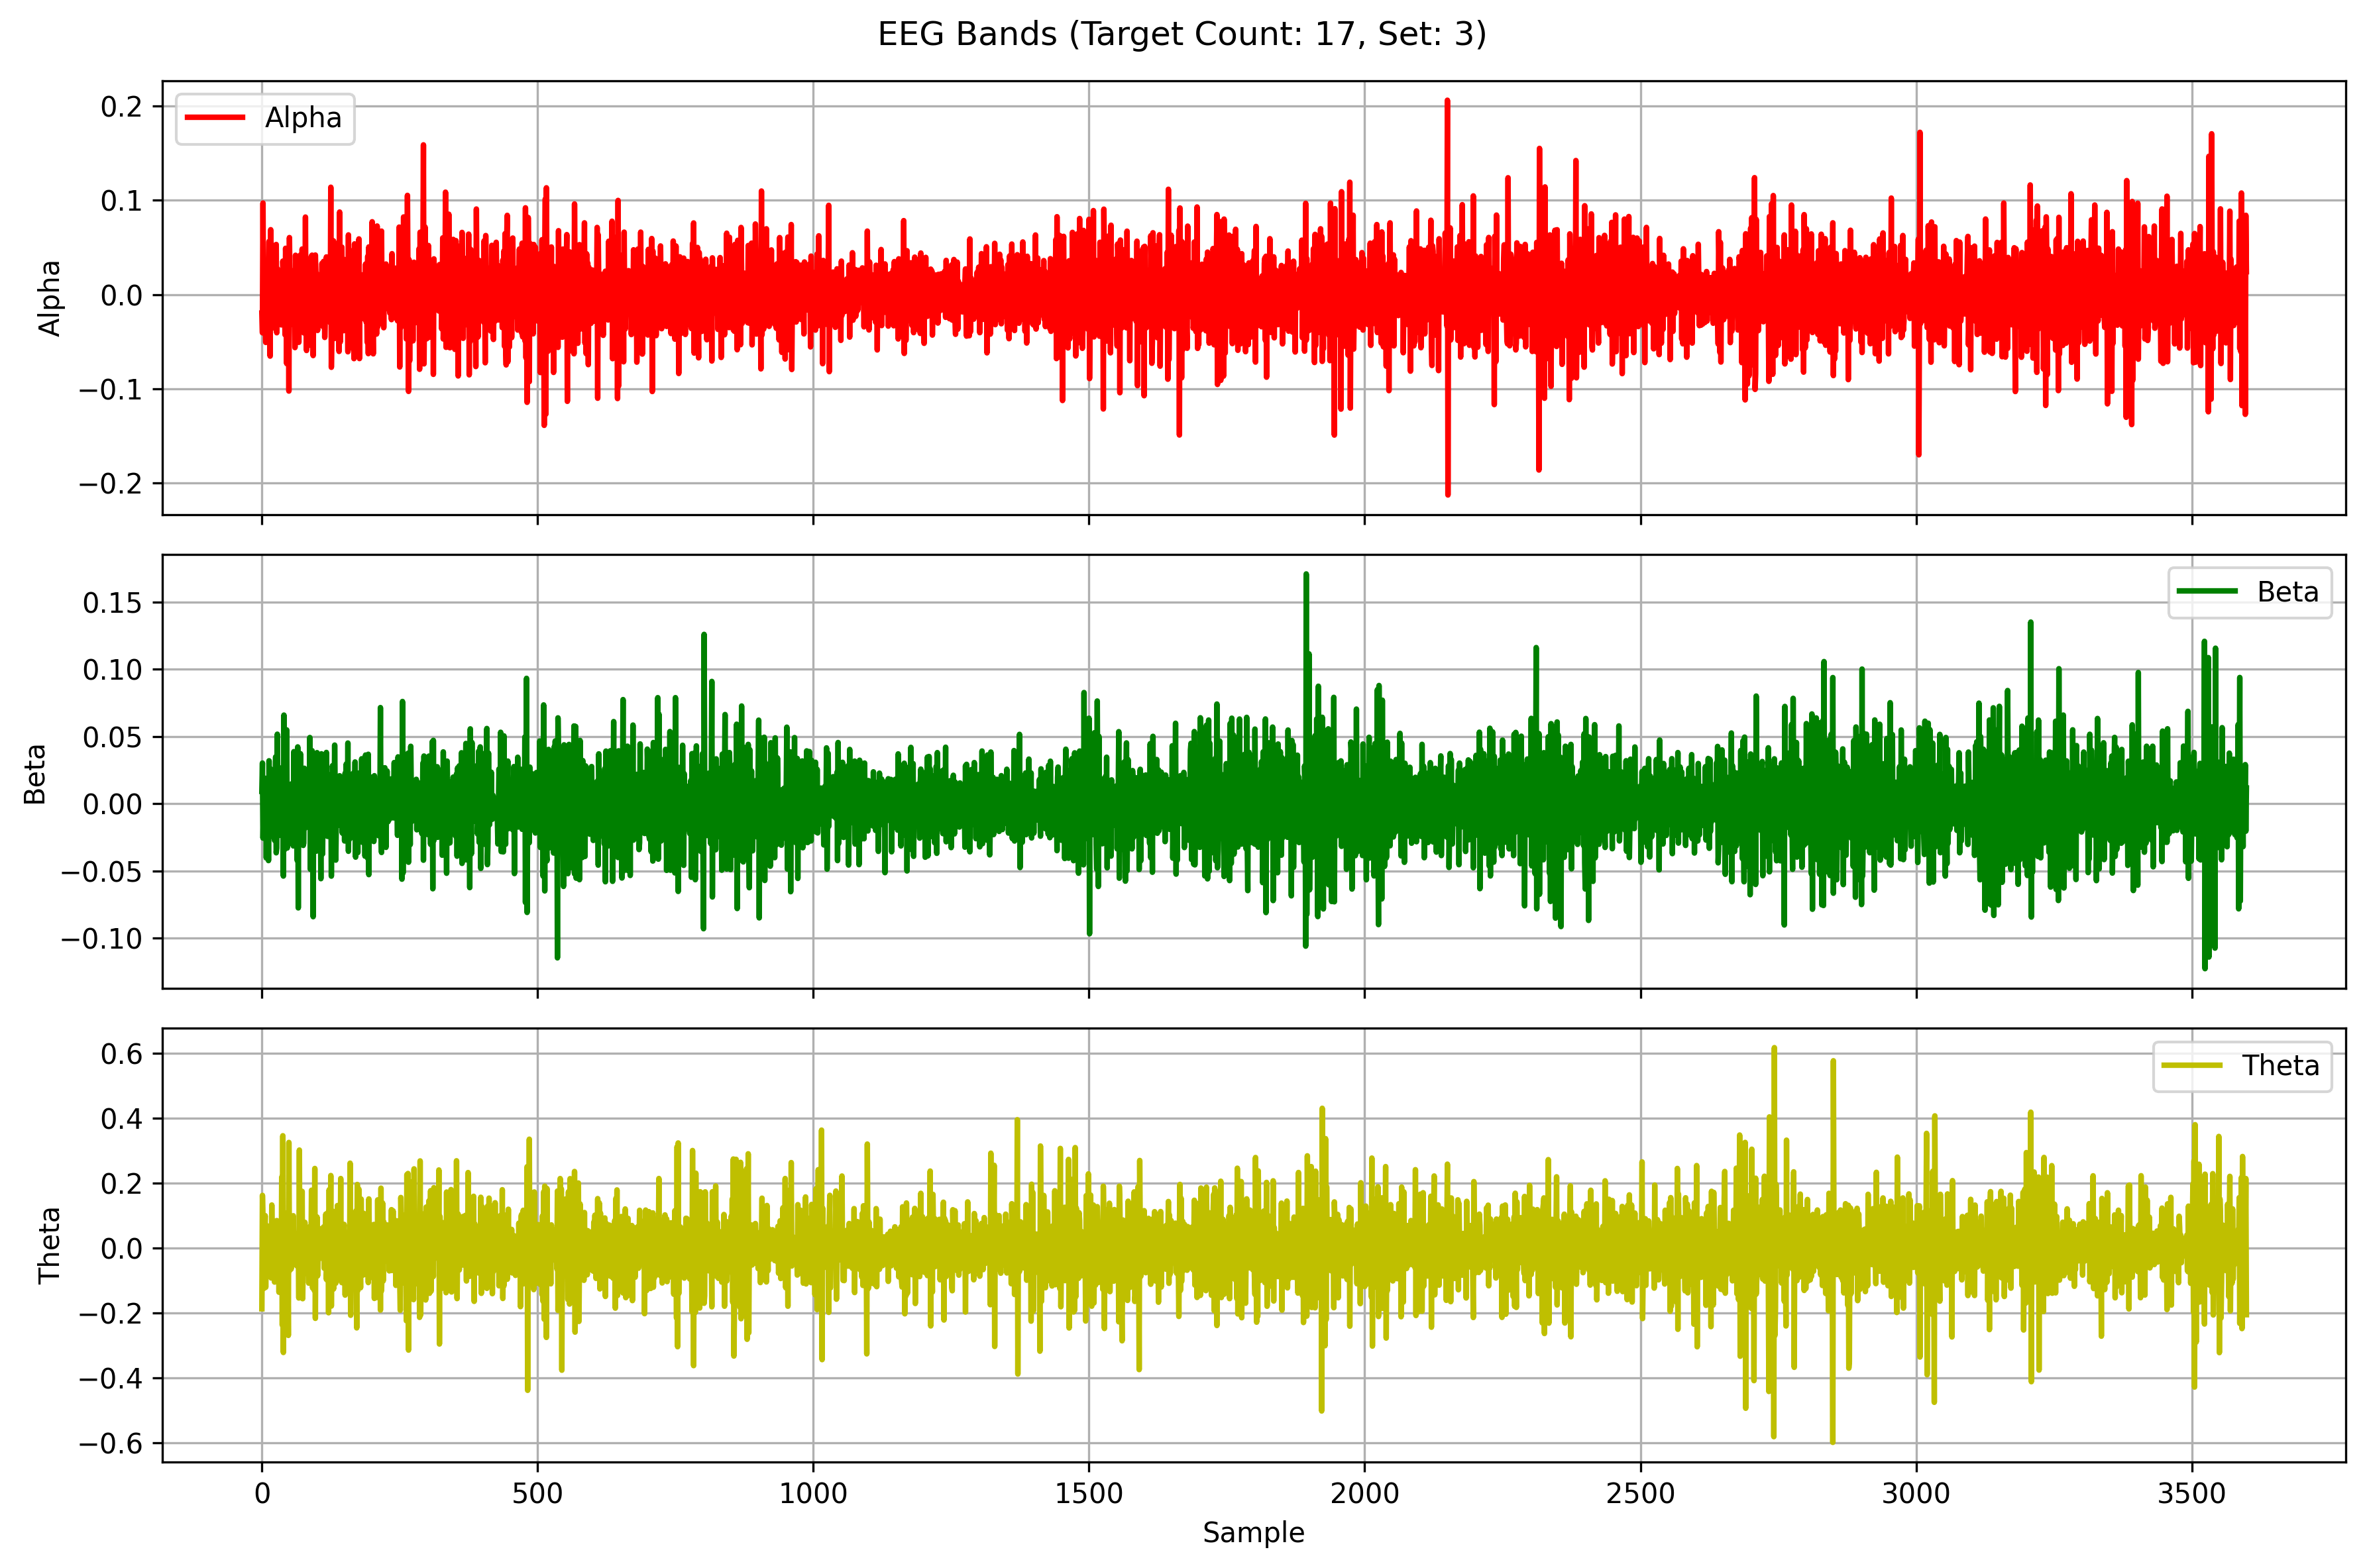 EEG Bands (Target Count: 17, Set: 3)
Alpha
Alpha
0.2
0.1
0.0
−0.1
−0.2
Beta
Beta
0.15
0.10
0.05
0.00
−0.05
−0.10
Theta
Theta
0.6
0.4
0.2
0.0
−0.2
−0.4
−0.6
0 500 1000 1500 2000 2500 3000 3500
Sample